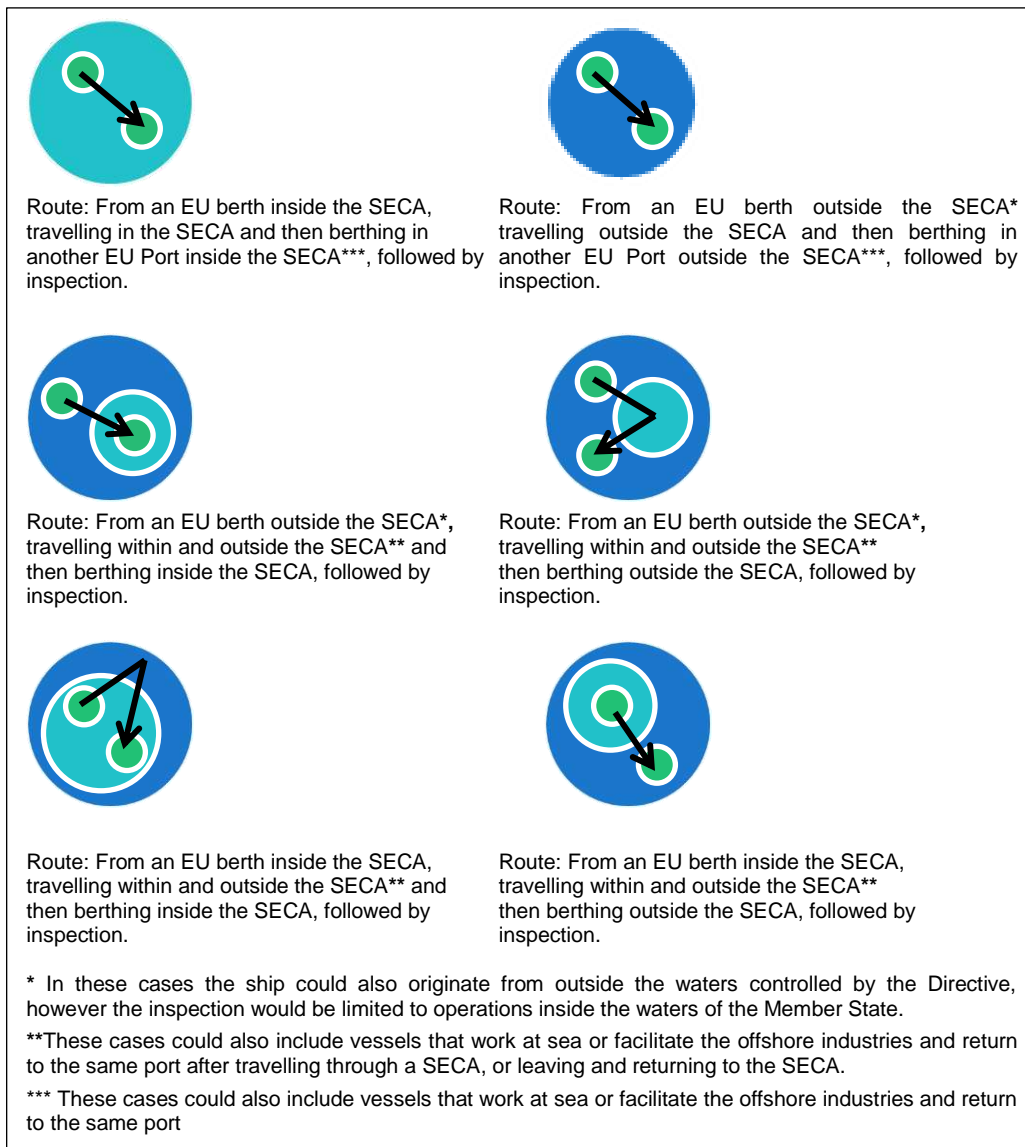 Route: From an EU berth inside the SECA,
travelling in the SECA and then berthing in
another EU Port inside the SECA***, followed by
inspection.
Route: From an EU berth outside the SECA*
travelling outside the SECA and then berthing in
another EU Port outside the SECA***, followed by
inspection.
Route: From an EU berth outside the SECA*,
travelling within and outside the SECA** and
then berthing inside the SECA, followed by
inspection.
Route: From an EU berth outside the SECA*,
travelling within and outside the SECA**
then berthing outside the SECA, followed by
inspection.
Route: From an EU berth inside the SECA,
travelling within and outside the SECA** and
then berthing inside the SECA, followed by
inspection.
Route: From an EU berth inside the SECA,
travelling within and outside the SECA**
then berthing outside the SECA, followed by
inspection.
* In these cases the ship could also originate from outside the waters controlled by the Directive,
however the inspection would be limited to operations inside the waters of the Member State.
**These cases could also include vessels that work at sea or facilitate the offshore industries and return
to the same port after travelling through a SECA, or leaving and returning to the SECA.
*** These cases could also include vessels that work at sea or facilitate the offshore industries and return
to the same port